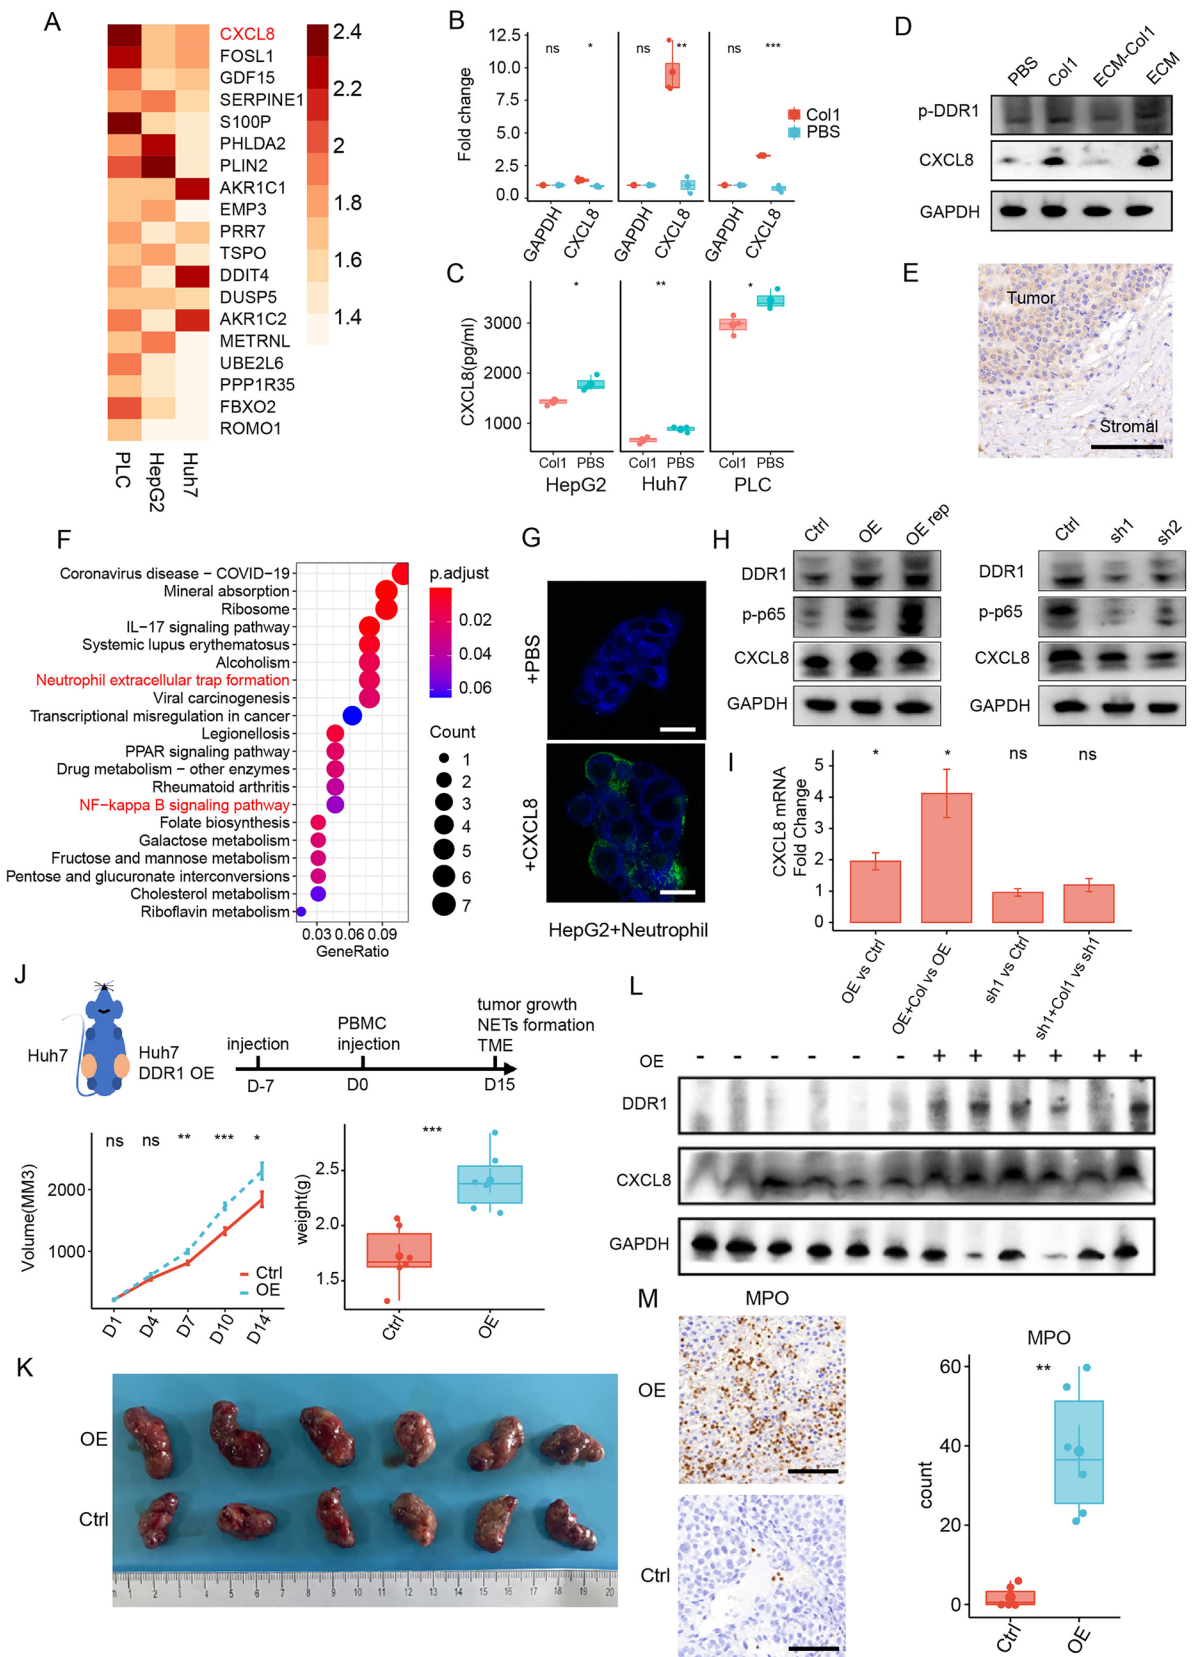 A
CXCL8
FOSL1
GDF15
SERPINE1
S100P
PHLDA2
PLIN2
AKR1C1
EMP3
PRR7
TSPO
DDIT4
DUSP5
AKR1C2
METRNL
UBE2L6
PPP1R35
FBXO2
ROMO1
PLC
HepG2
Huh7
2.4
2.2
2
1.8
1.6
1.4
B
Fold change
12.5
10.0
7.5
5.0
2.5
0.0
ns * ns ** ns ***
GAPDH
CXCL8
GAPDH
CXCL8
GAPDH
CXCL8
Col1
PBS
C
CXCL8(pg/ml)
3000
2000
1000
* ** *
Col1 PBS Col1 PBS Col1 PBS
HepG2 Huh7 PLC
D
PBS
Col1
ECM-Col1
ECM
p-DDR1
CXCL8
GAPDH
E
Tumor
Stromal
F
Coronavirus disease − COVID−19
Mineral absorption
Ribosome
IL−17 signaling pathway
Systemic lupus erythematosus
Alcoholism
Neutrophil extracellular trap formation
Viral carcinogenesis
Transcriptional misregulation in cancer
Legionellosis
PPAR signaling pathway
Drug metabolism − other enzymes
Rheumatoid arthritis
NF−kappa B signaling pathway
Folate biosynthesis
Galactose metabolism
Fructose and mannose metabolism
Pentose and glucuronate interconversions
Cholesterol metabolism
Riboflavin metabolism
0.03 0.06 0.09
GeneRatio
p.adjust
0.02
0.04
0.06
Count
1
2
3
4
5
6
7
G
+PBS
+CXCL8
HepG2+Neutrophil
H
Ctrl
OE
OE rep
DDR1
p-p65
CXCL8
GAPDH
Ctrl
sh1
sh2
DDR1
p-p65
CXCL8
GAPDH
I
CXCL8 mRNA
Fold Change
5
4
3
2
1
0
* * ns ns
OE vs Ctrl
OE+Col vs OE
sh1 vs Ctrl
sh1+Col1 vs sh1
J
Huh7
Huh7
DDR1 OE
injection
D-7
PBMC
injection
D0
tumor growth
NETs formation
TME
D15
Volume(MM3)
2000
1000
ns ns ** *** *
Ctrl
OE
D1
D4
D7
D10
D14
weight(g)
2.5
2.0
1.5
***
Ctrl
OE
K
OE
Ctrl
1 2 3 4 5 6 7 8 9 10 11 12 13 14 15 16 17 18 19 20
L
OE - - - - - - + + + + + +
DDR1
CXCL8
GAPDH
M
MPO
OE
Ctrl
MPO
count
60
40
20
0
**
Ctrl
OE